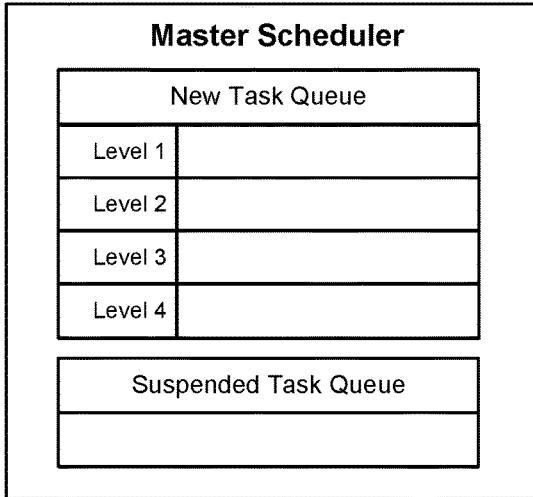 Master Scheduler
New Task Queue
Level 1
Level 2
Level 3
Level 4
Suspended Task Queue